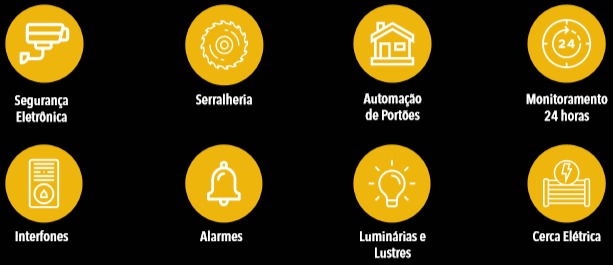 24
Segurança
Eletrônica
Serralheria
Automação
de Portões
Monitoramento
24 horas
Interfones
Alarmes
Luminárias e
Lustres
Cerca Elétrica